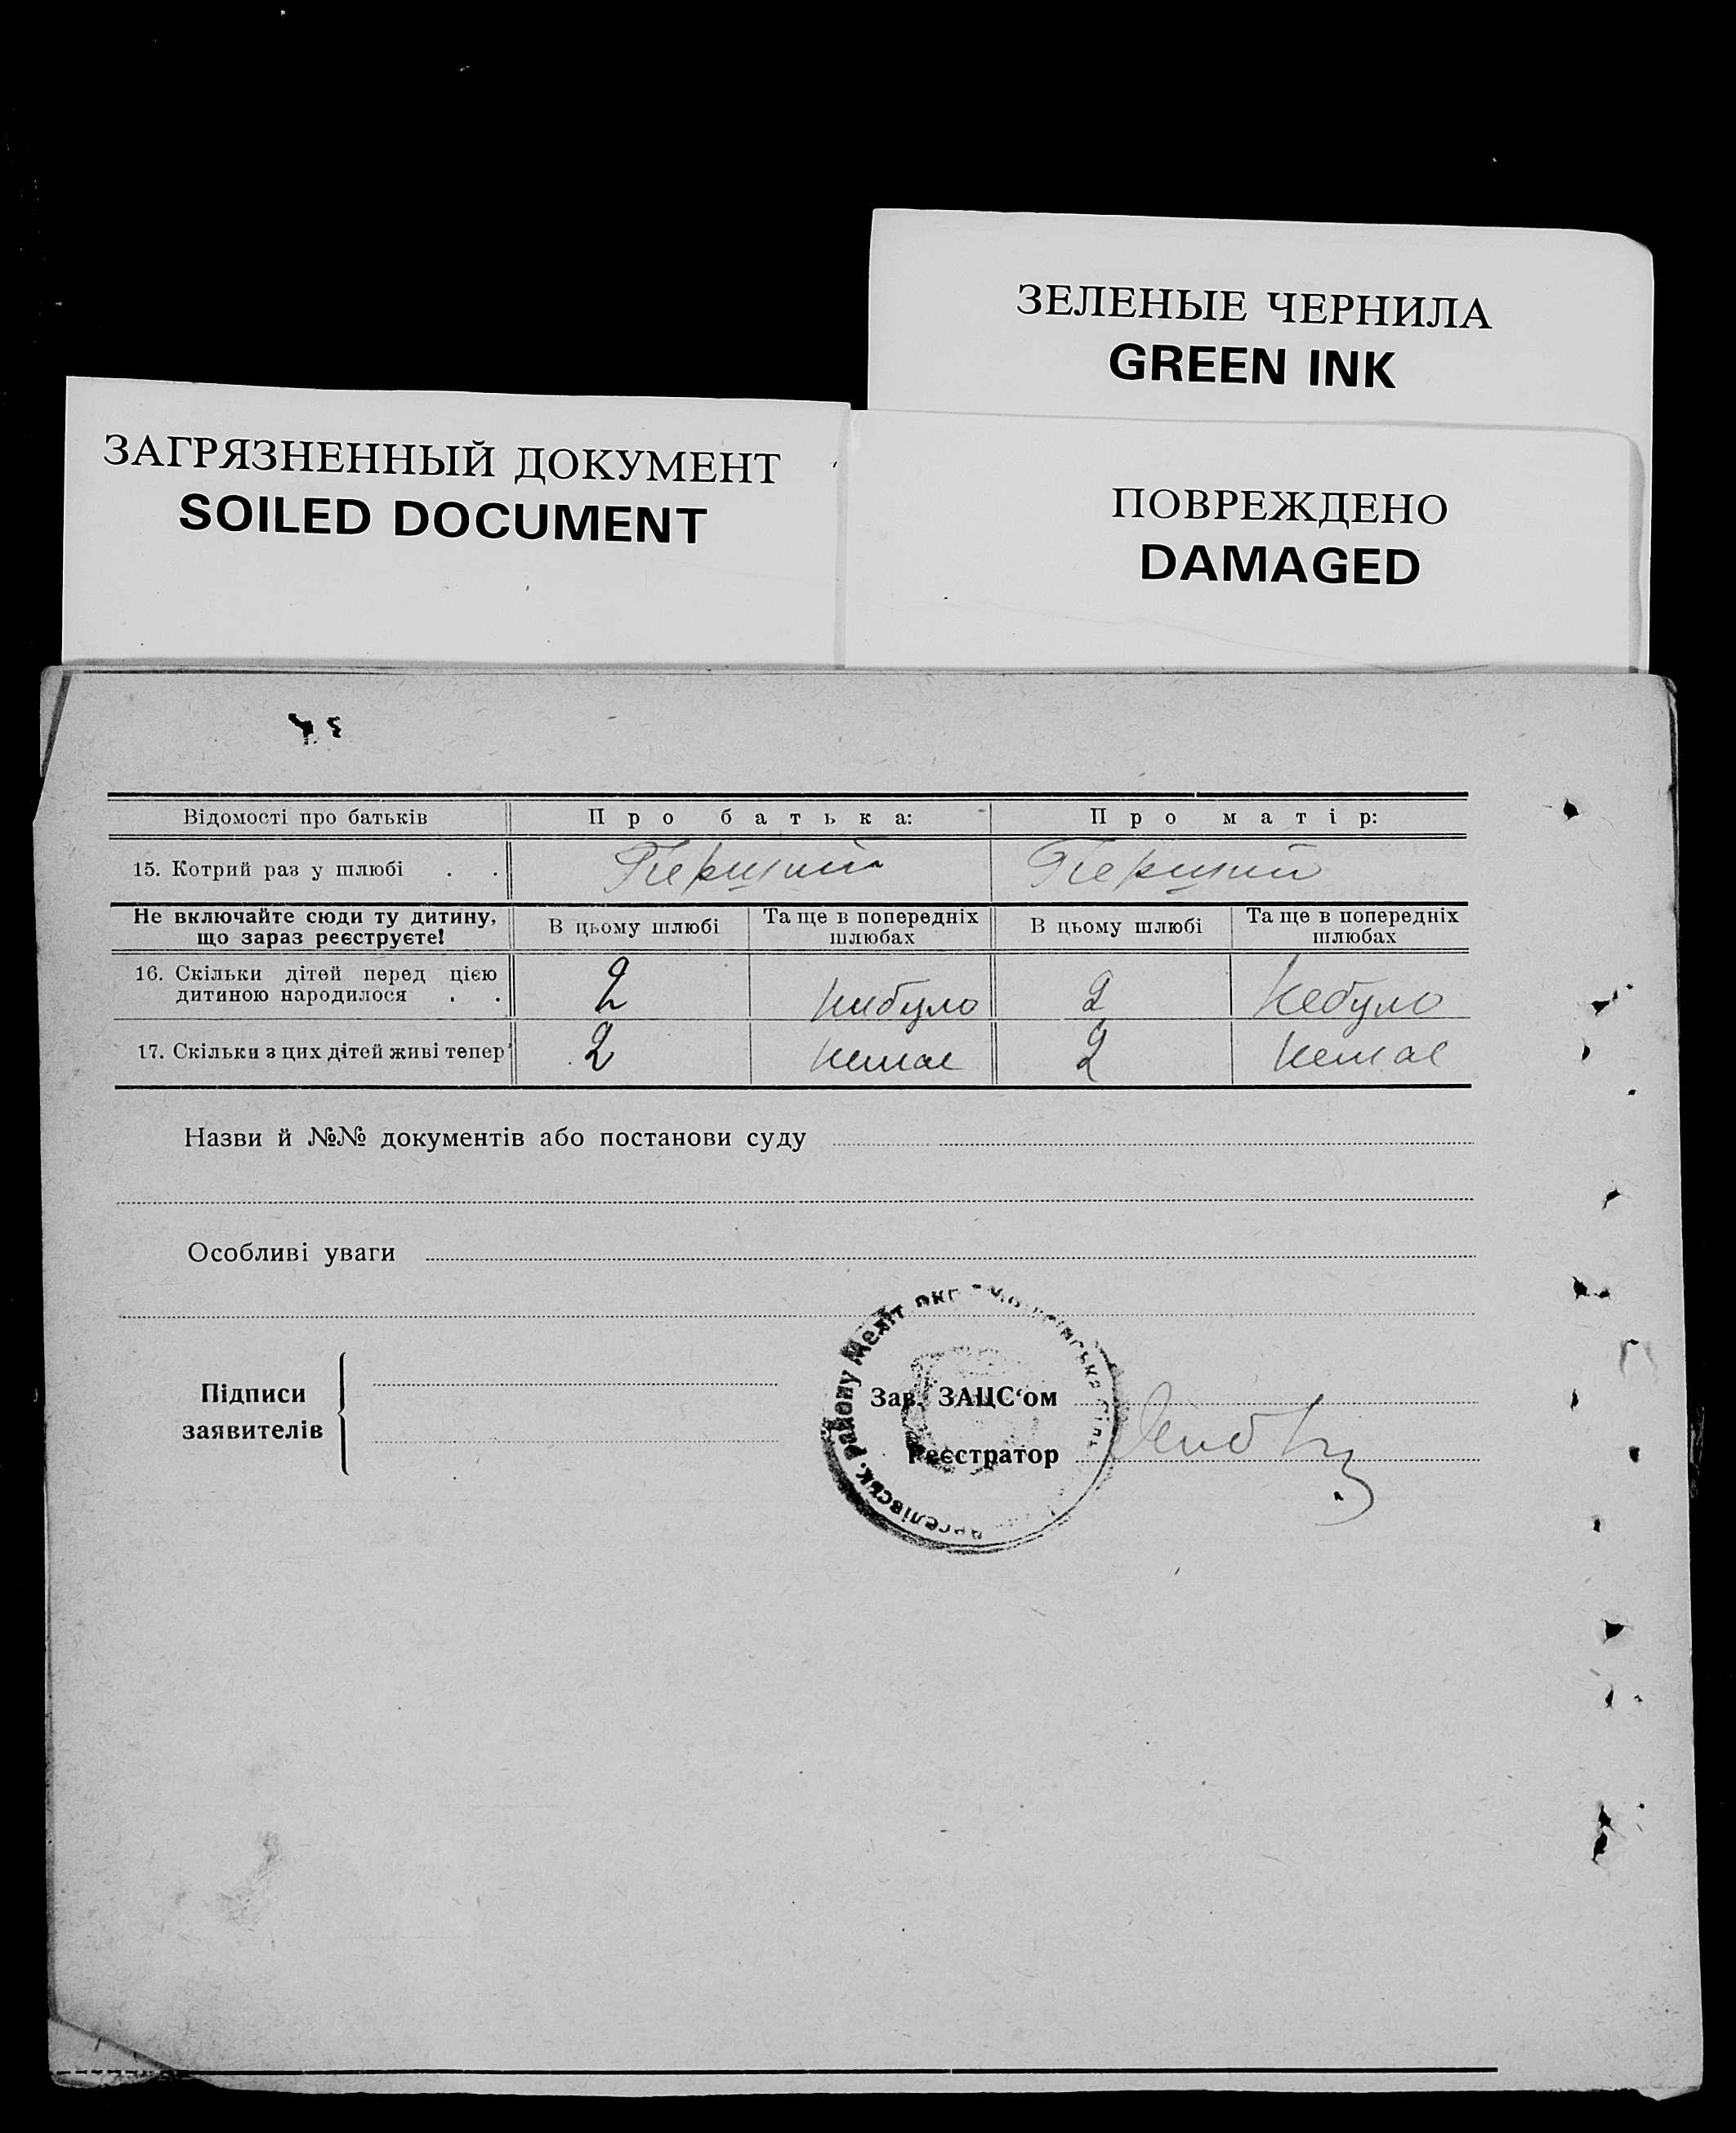 ЗЕЛЕНЫЕ ЧЕРНИЛА
GREEN INK
ЗАГРЯЗНЕННЫЙ ДОКУМЕНТ
SOILED DOCUMENT
ПОВРЕЖДЕНО
DAMAGED
Відомості про батьків Про батька: Про матір:
15. Котрий раз у шлюбі . . Перший Перший
Не включайте сюди ту дитину, що зараз реєструєте! В цьому шлюбі Та ще в попередніх шлюбах В цьому шлюбі Та ще в попередніх шлюбах
16. Скільки дітей перед цією
дитиною народилося . . 2 Нибуло 2 Небуло
17. Скільки з цих дітей живі тепер 2 Немає 2 Немає
Назви й №№ документів або постанови суду
Особливі уваги
Підписи
заявителів
Зав. ЗАЦС‘ом
Реєстратор
Району Меліт. окг